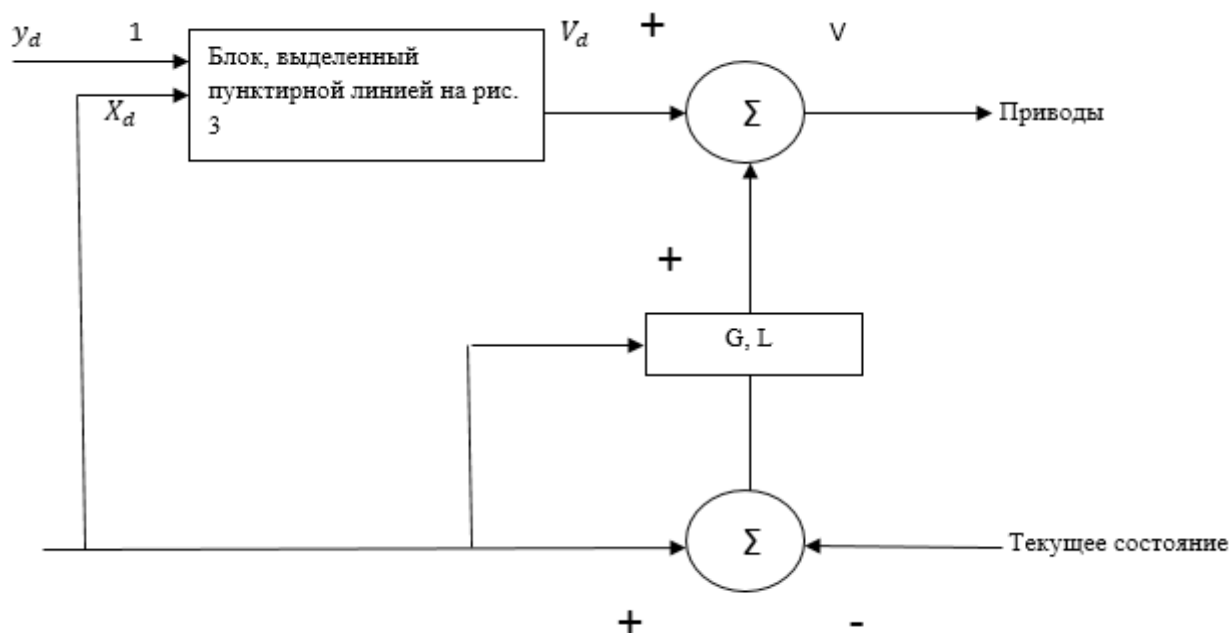 y_d 1
V_d + V
Блок, выделенный
пунктирной линией на рис.
3
X_d
Σ
Приводы
+
G, L
Σ
Текущее состояние
+ -